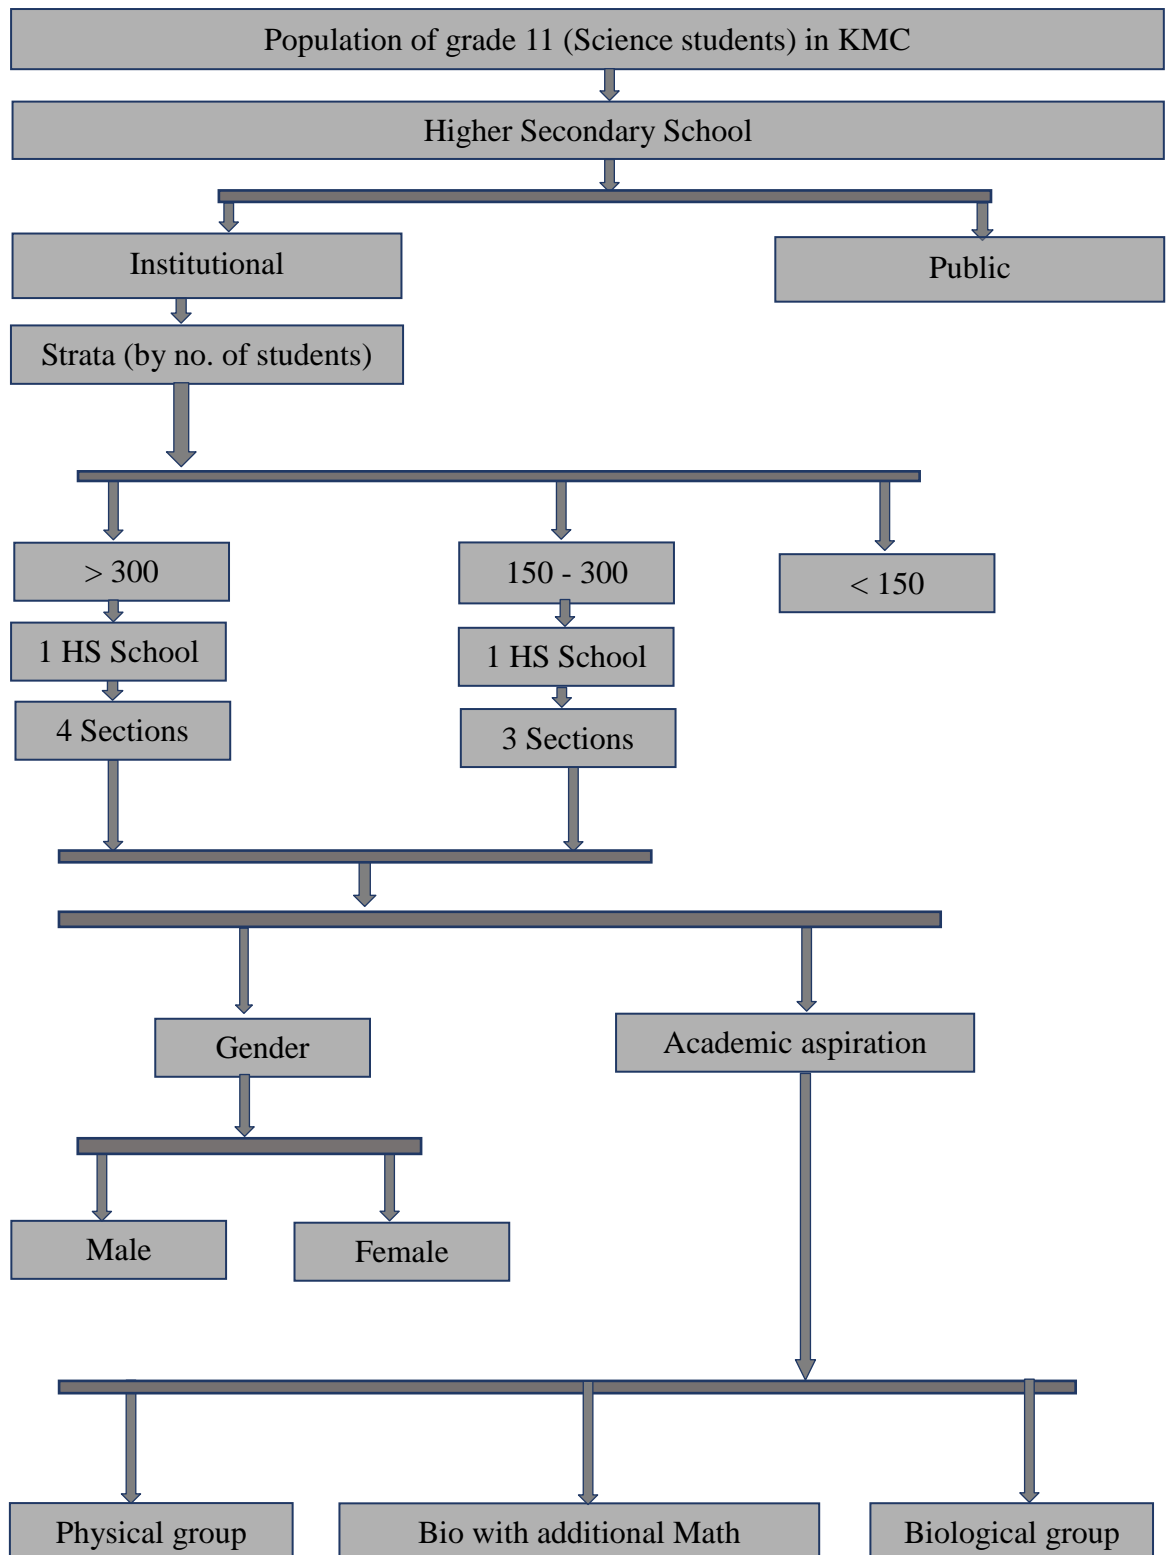 Population of grade 11 (Science students) in KMC
Higher Secondary School
Institutional
Public
Strata (by no. of students)
> 300
150 - 300
< 150
1 HS School
1 HS School
4 Sections
3 Sections
Gender
Academic aspiration
Male
Female
Physical group
Bio with additional Math
Biological group